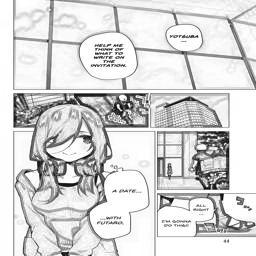 YOTSUBA
...
HELP ME
THINK OF
WHAT TO
WRITE ON
THE
INVITATION.
A DATE...
...WITH
FUTARO.
ALL
RIGHT
I'M GONNA
DO THIS!!
44